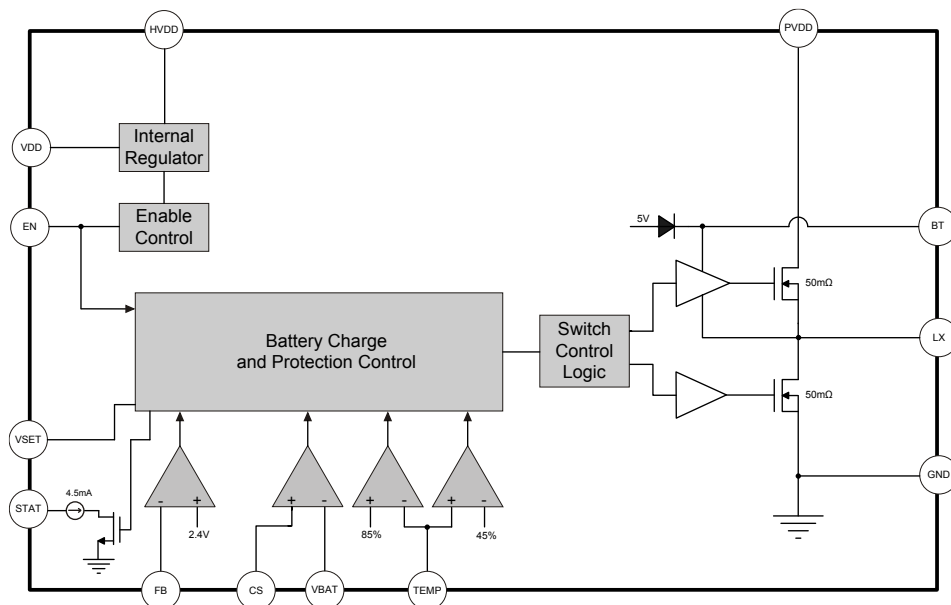 HVDD
PVDD
VDD
Internal
Regulator
EN
Enable
Control
5V
BT
50mΩ
Battery Charge
and Protection Control
Switch
Control
Logic
LX
50mΩ
VSET
GND
STAT
4.5mA
-
+
+
-
+
-
+
-
2.4V
85%
45%
FB
CS
VBAT
TEMP